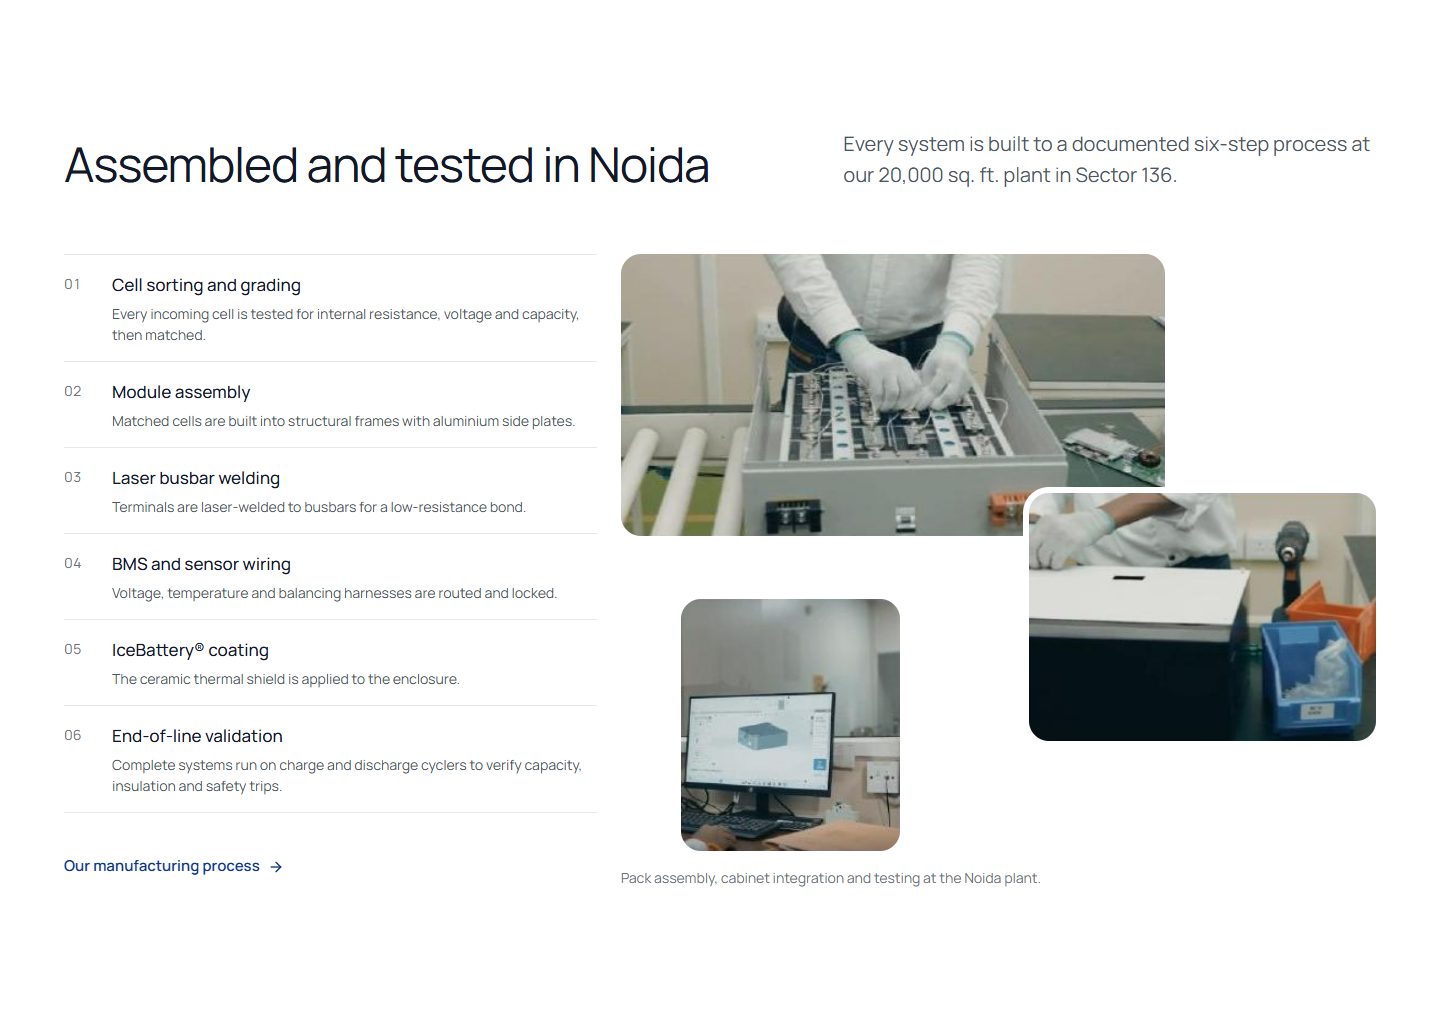 Assembled and tested in Noida
Every system is built to a documented six-step process at
our 20,000 sq. ft. plant in Sector 136.
01
Cell sorting and grading
Every incoming cell is tested for internal resistance, voltage and capacity,
then matched.
02
Module assembly
Matched cells are built into structural frames with aluminium side plates.
03
Laser busbar welding
Terminals are laser-welded to busbars for a low-resistance bond.
04
BMS and sensor wiring
Voltage, temperature and balancing harnesses are routed and locked.
05
IceBattery® coating
The ceramic thermal shield is applied to the enclosure.
06
End-of-line validation
Complete systems run on charge and discharge cyclers to verify capacity,
insulation and safety trips.
Our manufacturing process →
Pack assembly, cabinet integration and testing at the Noida plant.